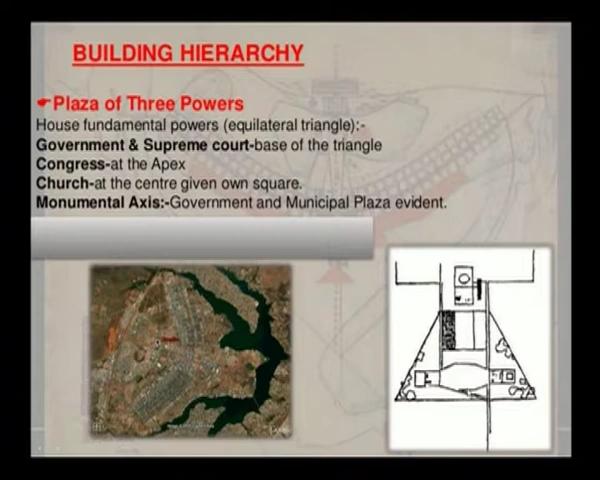 BUILDING HIERARCHY
Plaza of Three Powers
House fundamental powers (equilateral triangle):-
Government & Supreme court-base of the triangle
Congress-at the Apex
Church-at the centre given own square.
Monumental Axis:-Government and Municipal Plaza evident.